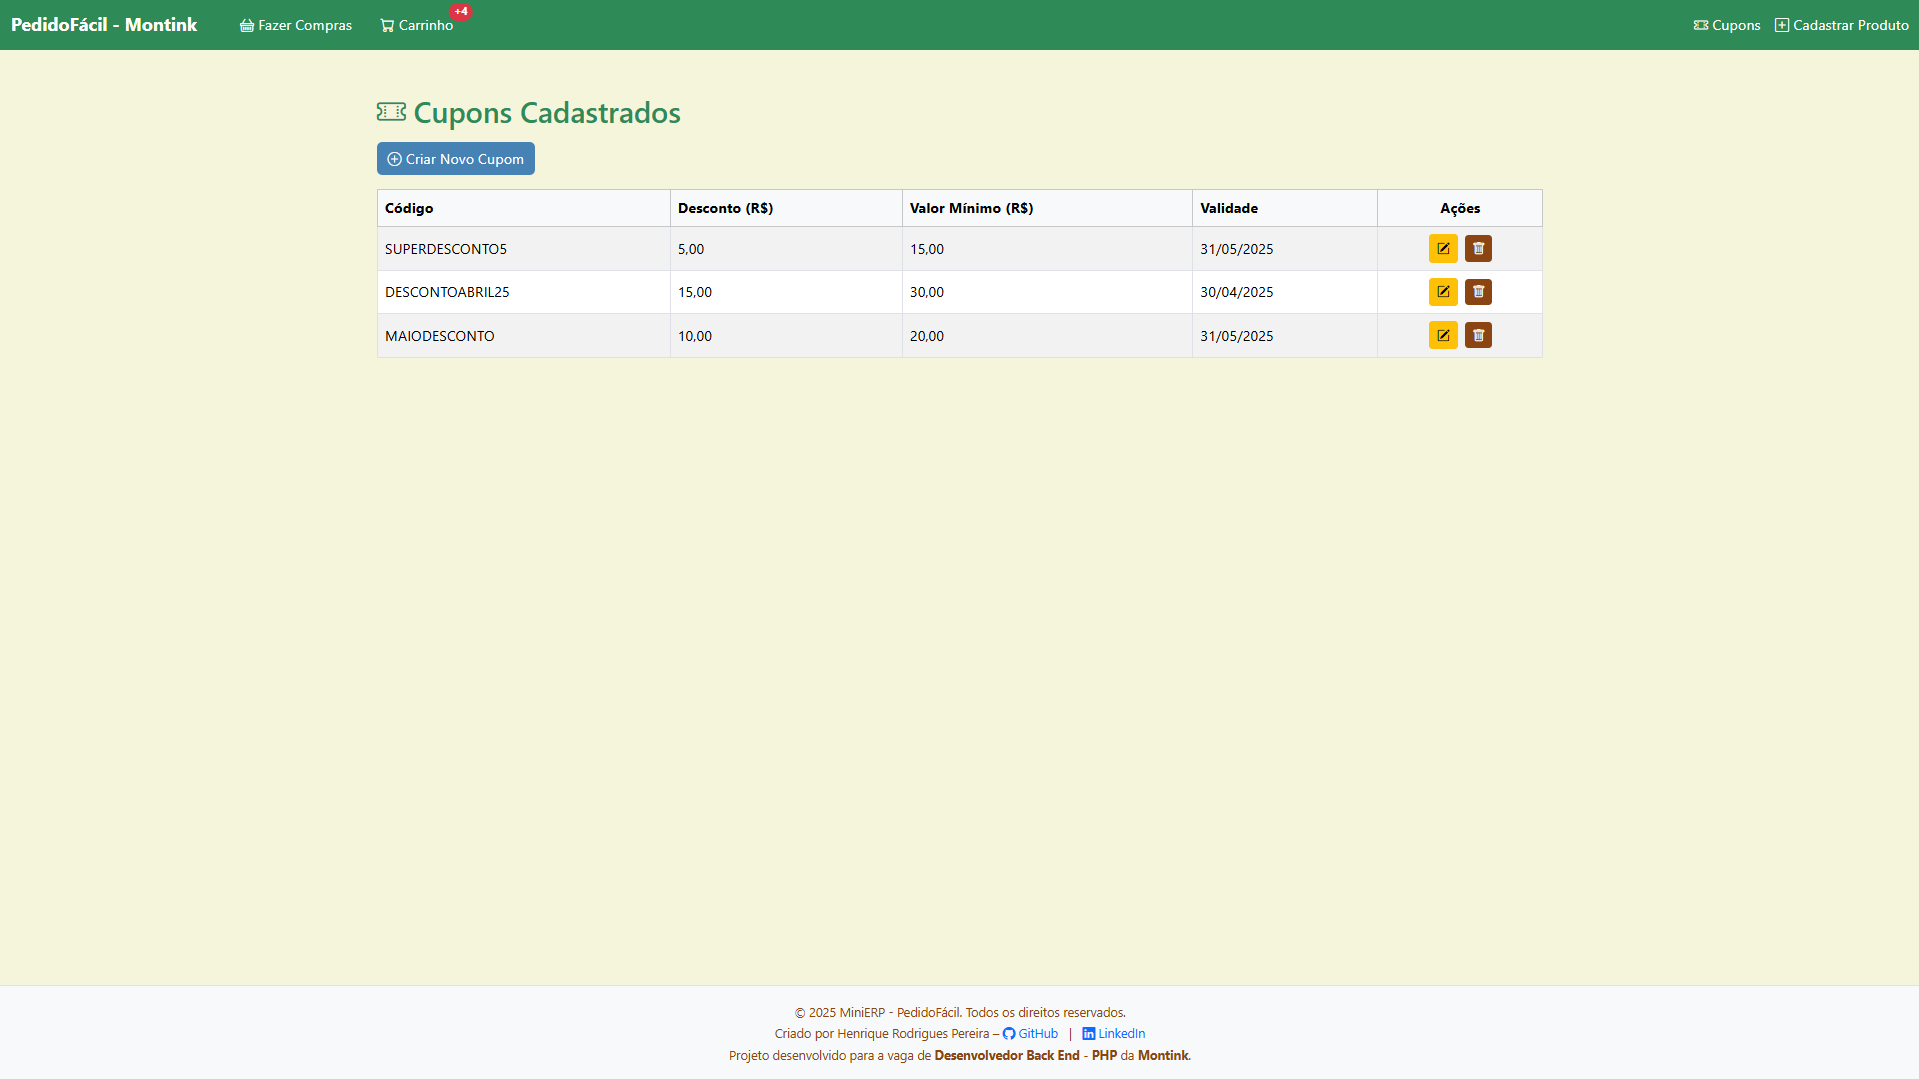 PedidoFácil - Montink Fazer Compras Carrinho +4 Cupons Cadastrar Produto
Cupons Cadastrados
Criar Novo Cupom
Código Desconto (R$) Valor Mínimo (R$) Validade Ações
SUPERDESCONTO5 5,00 15,00 31/05/2025
DESCONTOABRIL25 15,00 30,00 30/04/2025
MAIODESCONTO 10,00 20,00 31/05/2025
© 2025 MiniERP - PedidoFácil. Todos os direitos reservados.
Criado por Henrique Rodrigues Pereira – GitHub | LinkedIn
Projeto desenvolvido para a vaga de Desenvolvedor Back End - PHP da Montink.